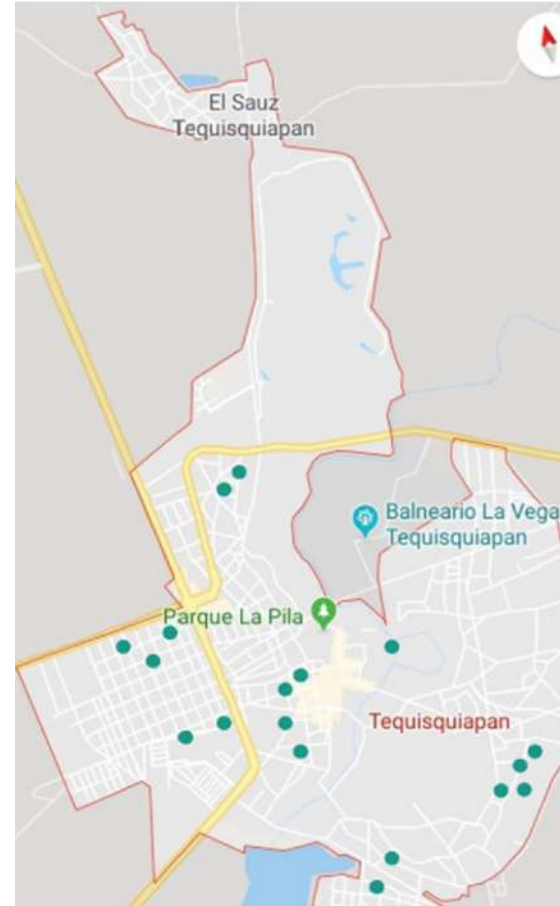 El Sauz
Tequisquiapan
Balneario La Vega
Tequisquiapan
Parque La Pila
Tequisquiapan